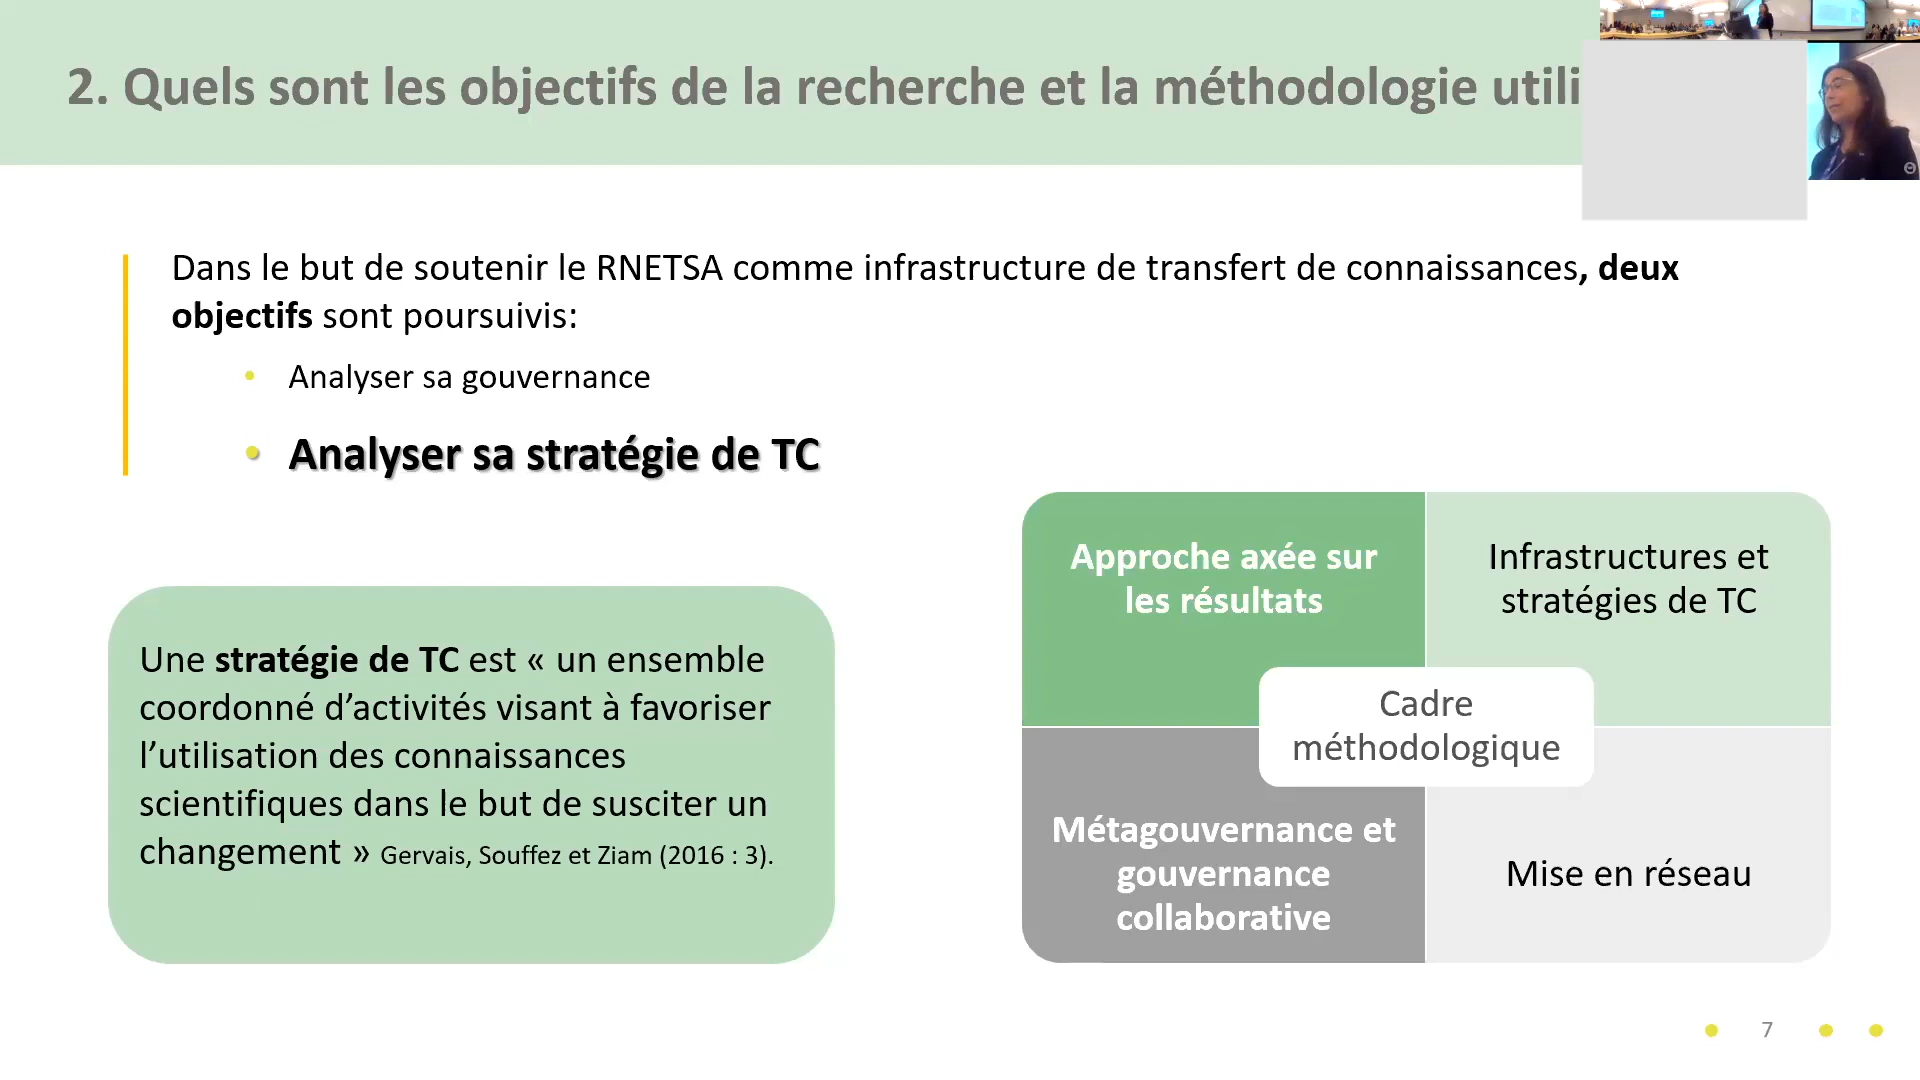 2. Quels sont les objectifs de la recherche et la méthodologie utili
Dans le but de soutenir le RNETSA comme infrastructure de transfert de connaissances, deux
objectifs sont poursuivis:
• Analyser sa gouvernance
• Analyser sa stratégie de TC
Une stratégie de TC est « un ensemble
coordonné d’activités visant à favoriser
l’utilisation des connaissances
scientifiques dans le but de susciter un
changement » Gervais, Souffez et Ziam (2016 : 3).
Approche axée sur
les résultats
Infrastructures et
stratégies de TC
Cadre
méthodologique
Métagouvernance et
gouvernance
collaborative
Mise en réseau
7